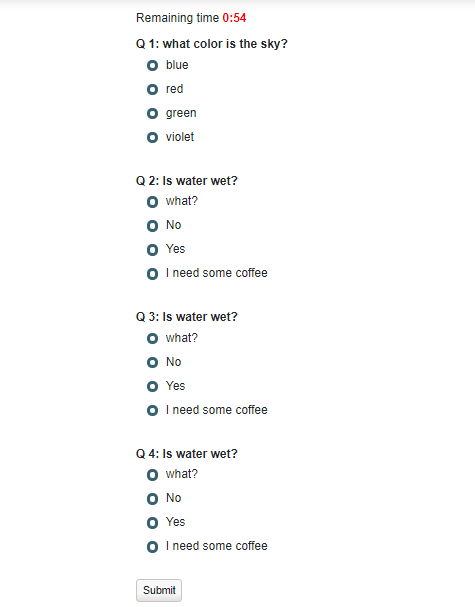 Remaining time 0:54
Q 1: what color is the sky?
blue
red
green
violet
Q 2: Is water wet?
what?
No
Yes
I need some coffee
Q 3: Is water wet?
what?
No
Yes
I need some coffee
Q 4: Is water wet?
what?
No
Yes
I need some coffee
Submit